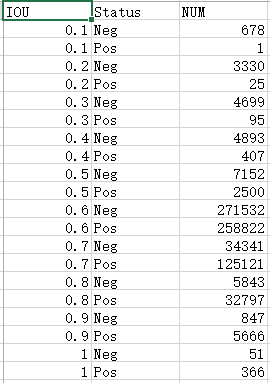 IOU Status NUM
0.1 Neg 678
0.1 Pos 1
0.2 Neg 3330
0.2 Pos 25
0.3 Neg 4699
0.3 Pos 95
0.4 Neg 4893
0.4 Pos 407
0.5 Neg 7152
0.5 Pos 2500
0.6 Neg 271532
0.6 Pos 258822
0.7 Neg 34341
0.7 Pos 125121
0.8 Neg 5843
0.8 Pos 32797
0.9 Neg 847
0.9 Pos 5666
1 Neg 51
1 Pos 366